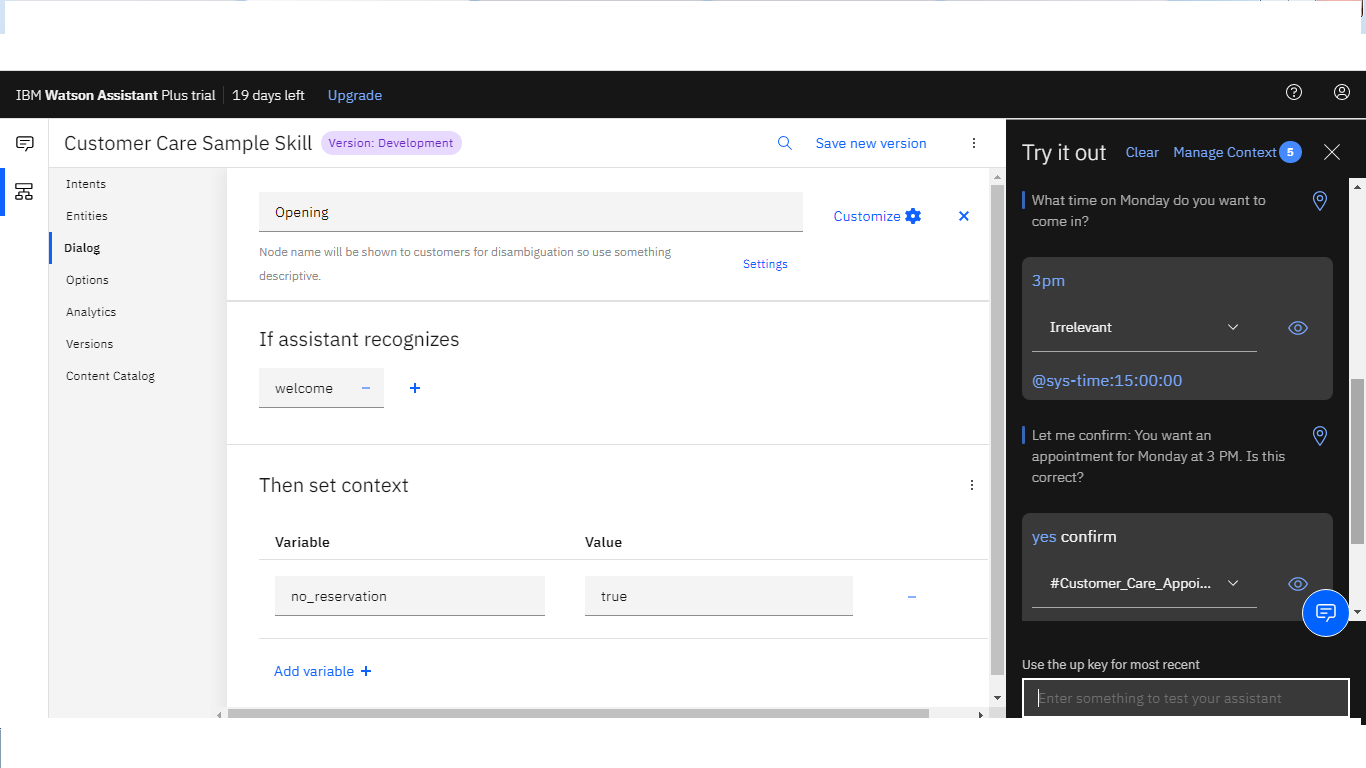 IBM Watson Assistant Plus trial 19 days left Upgrade
Customer Care Sample Skill Version: Development Save new version
Intents
Entities
Dialog
Options
Analytics
Versions
Content Catalog
Opening
Customize
Node name will be shown to customers for disambiguation so use something
descriptive.
Settings
If assistant recognizes
welcome
Then set context
Variable Value
no_reservation true
Add variable
Try it out Clear Manage Context 5
What time on Monday do you want to
come in?
3pm
Irrelevant
@sys-time:15:00:00
Let me confirm: You want an
appointment for Monday at 3 PM. Is this
correct?
yes confirm
#Customer_Care_Appoi...
Use the up key for most recent
Enter something to test your assistant